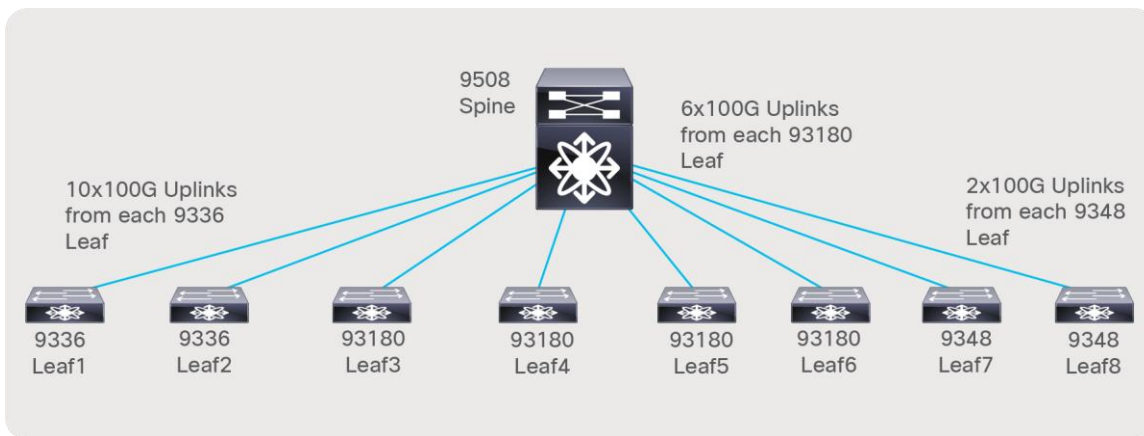 9508
Spine
6x100G Uplinks
from each 93180
Leaf
10x100G Uplinks
from each 9336
Leaf
2x100G Uplinks
from each 9348
Leaf
9336
Leaf1
9336
Leaf2
93180
Leaf3
93180
Leaf4
93180
Leaf5
93180
Leaf6
9348
Leaf7
9348
Leaf8